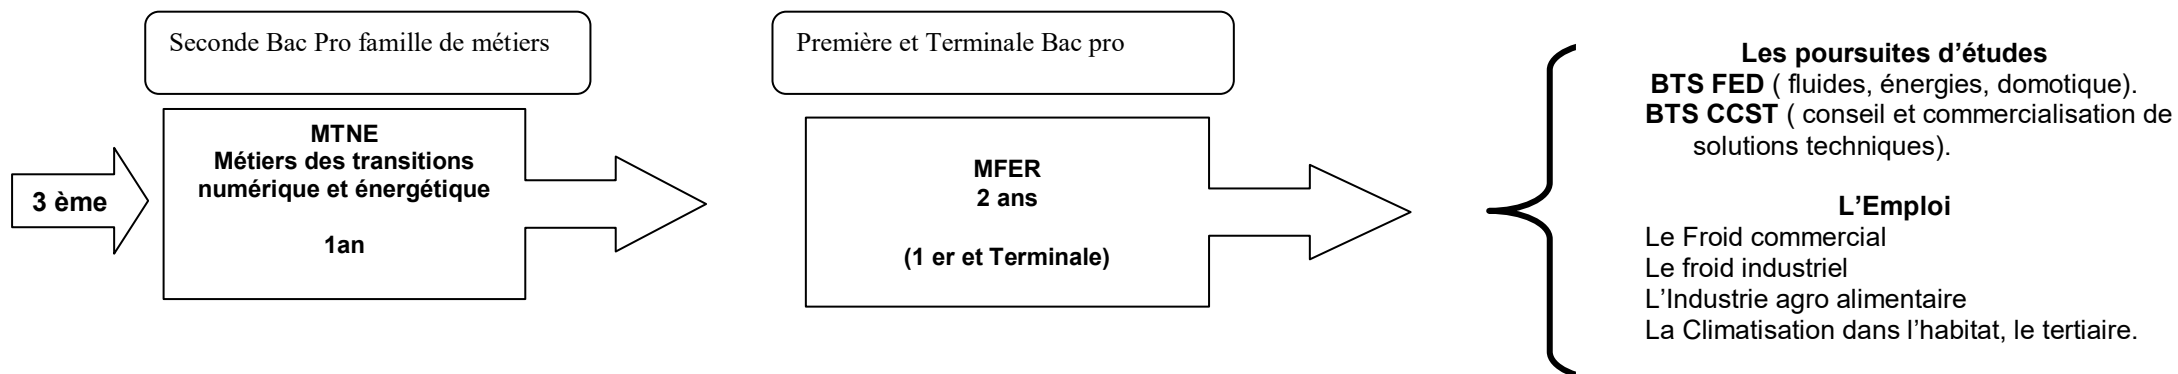 Seconde Bac Pro famille de métiers
Première et Terminale Bac pro
3 ème
MTNE
Métiers des transitions
numérique et énergétique
1an
MFER
2 ans
(1 er et Terminale)
Les poursuites d’études
BTS FED ( fluides, énergies, domotique).
BTS CCST ( conseil et commercialisation de
solutions techniques).
L’Emploi
Le Froid commercial
Le froid industriel
L’Industrie agro alimentaire
La Climatisation dans l’habitat, le tertiaire.